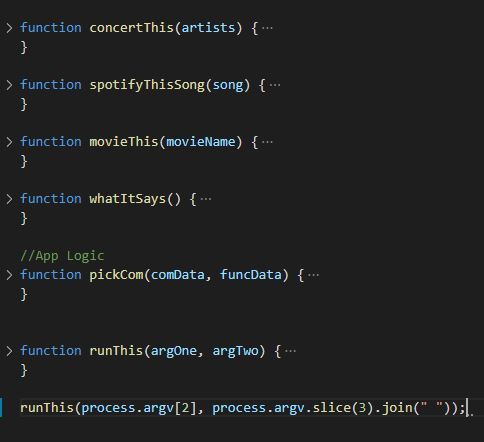 function concertThis(artists) {···
}
function spotifyThisSong(song) {···
}
function movieThis(movieName) {···
}
function whatItSays() {···
}
//App Logic
function pickCom(comData, funcData) {···
}
function runThis(argOne, argTwo) {···
}
runThis(process.argv[2], process.argv.slice(3).join(" "));